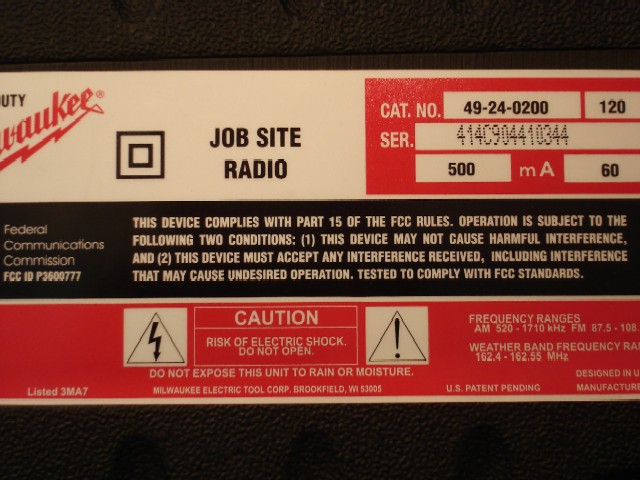 UTY
waukee®
JOB SITE
RADIO
CAT. NO. 49-24-0200 120
SER. 414C904410344
500 mA 60
Federal
Communications
Commission
FCC ID P3600777
THIS DEVICE COMPLIES WITH PART 15 OF THE FCC RULES. OPERATION IS SUBJECT TO THE
FOLLOWING TWO CONDITIONS: (1) THIS DEVICE MAY NOT CAUSE HARMFUL INTERFERENCE,
AND (2) THIS DEVICE MUST ACCEPT ANY INTERFERENCE RECEIVED, INCLUDING INTERFERENCE
THAT MAY CAUSE UNDESIRED OPERATION. TESTED TO COMPLY WITH FCC STANDARDS.
CAUTION
RISK OF ELECTRIC SHOCK.
DO NOT OPEN.
DO NOT EXPOSE THIS UNIT TO RAIN OR MOISTURE.
Listed 3MA7
MILWAUKEE ELECTRIC TOOL CORP. BROOKFIELD, WI 53005
FREQUENCY RANGES
AM 520 - 1710 kHz FM 87.5 - 108.
WEATHER BAND FREQUENCY RAN
162.4 - 162.55 MHz
U.S. PATENT PENDING
DESIGNED IN U
MANUFACTURE